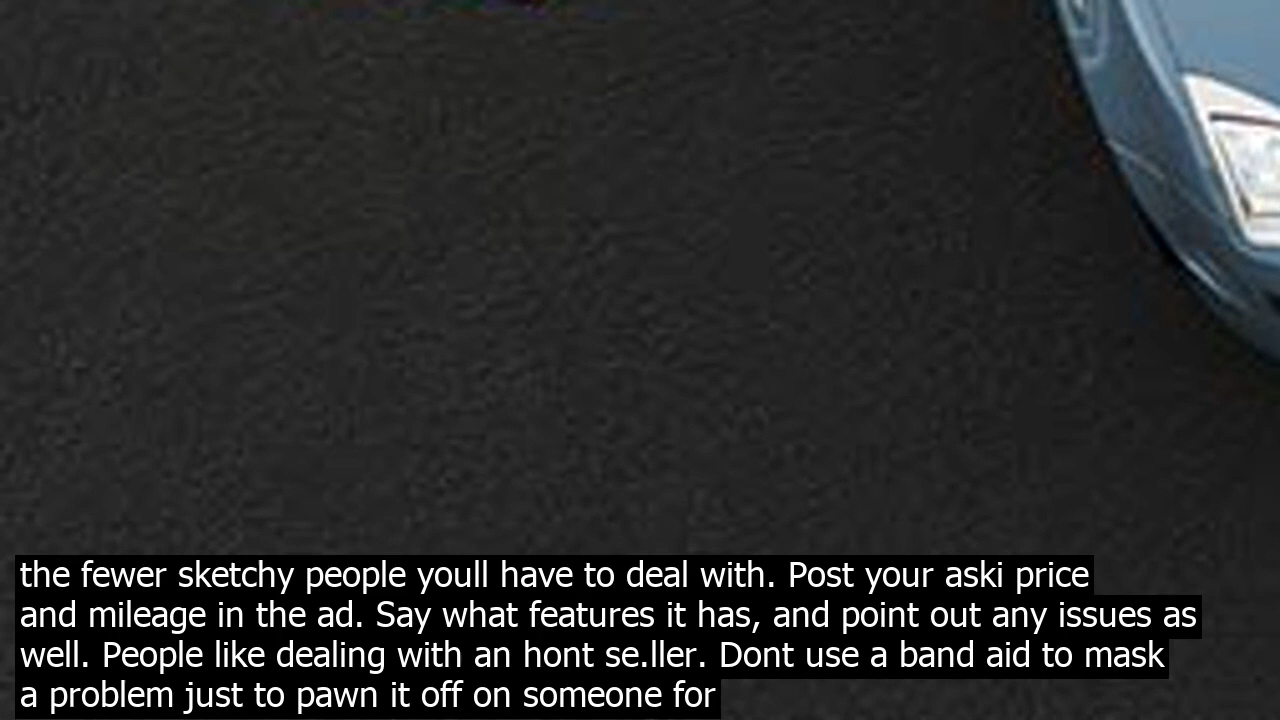 the fewer sketchy people youll have to deal with. Post your aski price
and mileage in the ad. Say what features it has, and point out any issues as
well. People like dealing with an hont se.ller. Dont use a band aid to mask
a problem just to pawn it off on someone for